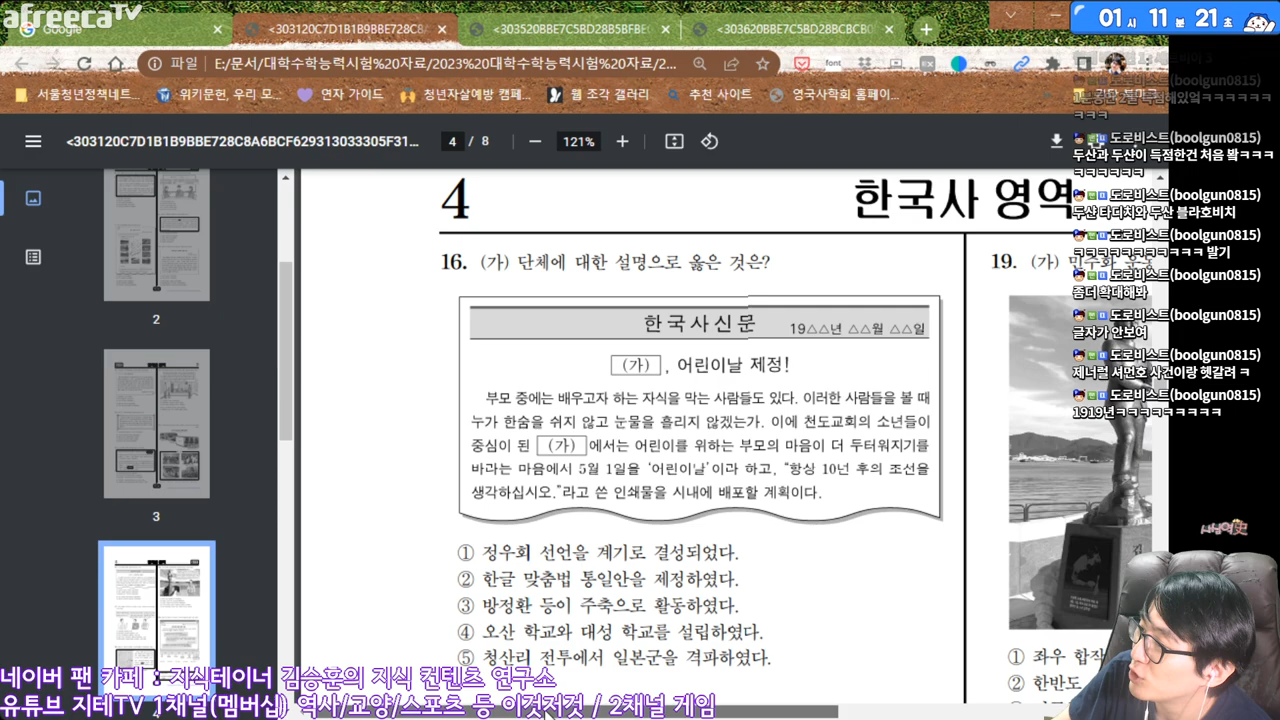 afreecaTV
Google
<303120C7D1B1B9BBE728C8A
<303520BBE7C5BD28B5BFBE
<303620BBE7C5BD28BCBCB0
01시 11분 21초
파일 E:/문서/대학수학능력시험%20자료/2023%20대학수학능력시험%20자료/2...
font
서울청년정책네트... 위키문헌, 우리 모... 연자 가이드 청년자살예방 캠페... 웹 조각 갤러리 추천 사이트 영국사학회 홈페이...
<303120C7D1B1B9BBE728C8A6BCF629313033305F31...
4 / 8
121%
도로비스트(boolgun0815)
두산과 두산이 득점한건 처음 봨ㅋㅋㅋ
ㅋㅋㅋㅋㅋㅋㅋ
도로비스트(boolgun0815)
두샨 타디치와 두샨 블라호비치
도로비스트(boolgun0815)
ㅋㅋㅋㅋㅋㅋㅋㅋㅋㅋㅋ 발기
도로비스트(boolgun0815)
좀더 확대해봐
도로비스트(boolgun0815)
글자가 안보여
도로비스트(boolgun0815)
제너럴 셔먼호 사건이랑 헷갈려 ㅋ
도로비스트(boolgun0815)
1919년ㅋㅋㅋㅋㅋㅋㅋㅋㅋ
2
3
4
한국사 영역
16. (가) 단체에 대한 설명으로 옳은 것은?
한국사신문
19△△년 △△월 △△일
(가), 어린이날 제정!
부모 중에는 배우고자 하는 자식을 막는 사람들도 있다. 이러한 사람들을 볼 때
누가 한숨을 쉬지 않고 눈물을 흘리지 않겠는가. 이에 천도교회의 소년들이
중심이 된 (가) 에서는 어린이를 위하는 부모의 마음이 더 두터워지기를
바라는 마음에서 5월 1일을 ‘어린이날’이라 하고, “항상 10년 후의 조선을
생각하십시오.”라고 쓴 인쇄물을 시내에 배포할 계획이다.
① 정우회 선언을 계기로 결성되었다.
② 한글 맞춤법 통일안을 제정하였다.
③ 방정환 등이 주축으로 활동하였다.
④ 오산 학교와 대성 학교를 설립하였다.
⑤ 청산리 전투에서 일본군을 격파하였다.
19. (가)
① 좌우 합작
② 한반도
네이버 팬 카페 : 지식테이너 김승훈의 지식 컨텐츠 연구소
유튜브 지테TV 1채널(멤버십) 역사/교양/스포츠 등 이것저것 / 2채널 게임